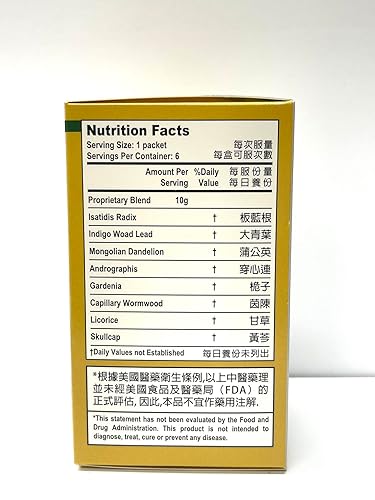 Nutrition Facts
Serving Size: 1 packet 每次服量
Servings Per Container: 6 每盒可服次數
Amount Per %Daily 每服份量
Serving Value 每日養份
Proprietary Blend 10g
Isatidis Radix † 板藍根
Indigo Woad Lead † 大青葉
Mongolian Dandelion † 蒲公英
Andrographis † 穿心連
Gardenia † 梔子
Capillary Wormwood † 茵陳
Licorice † 甘草
Skullcap † 黃芩
†Daily Values not Established 每日養份未列出
*根據美國醫藥衛生條例,以上中醫藥理
並未經美國食品及醫藥局（FDA）的
正式評估, 因此,本品不宜作藥用注解.
*This statement has not been evaluated by the Food and
Drug Administration. This product is not intended to
diagnose, treat, cure or prevent any disease.